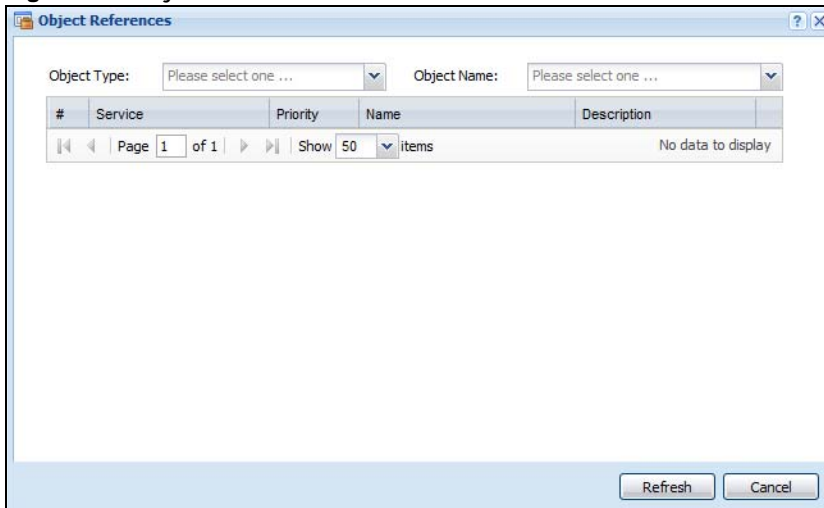 Object References
Object Type: Please select one ... Object Name: Please select one ...
# Service Priority Name Description
Page 1 of 1 Show 50 items No data to display
Refresh Cancel